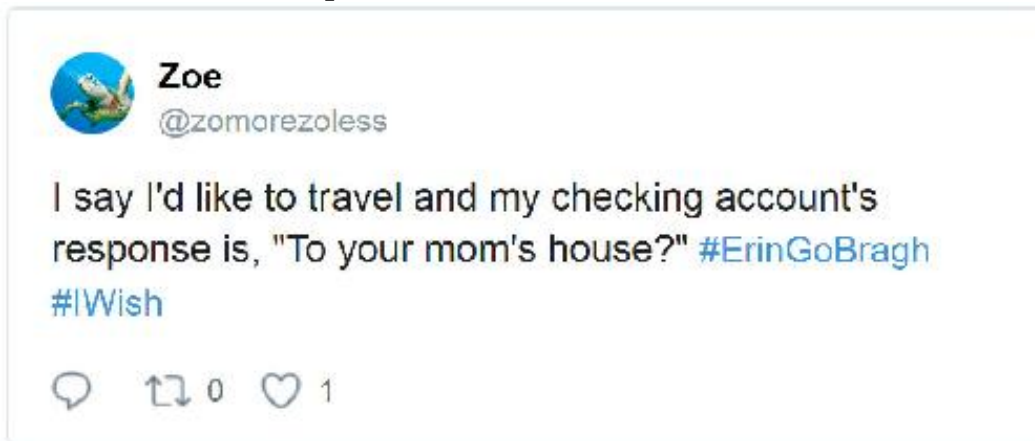 Zoe
@zomorezoless
I say I'd like to travel and my checking account's
response is, "To your mom's house?" #ErinGoBragh
#IWish
0 1